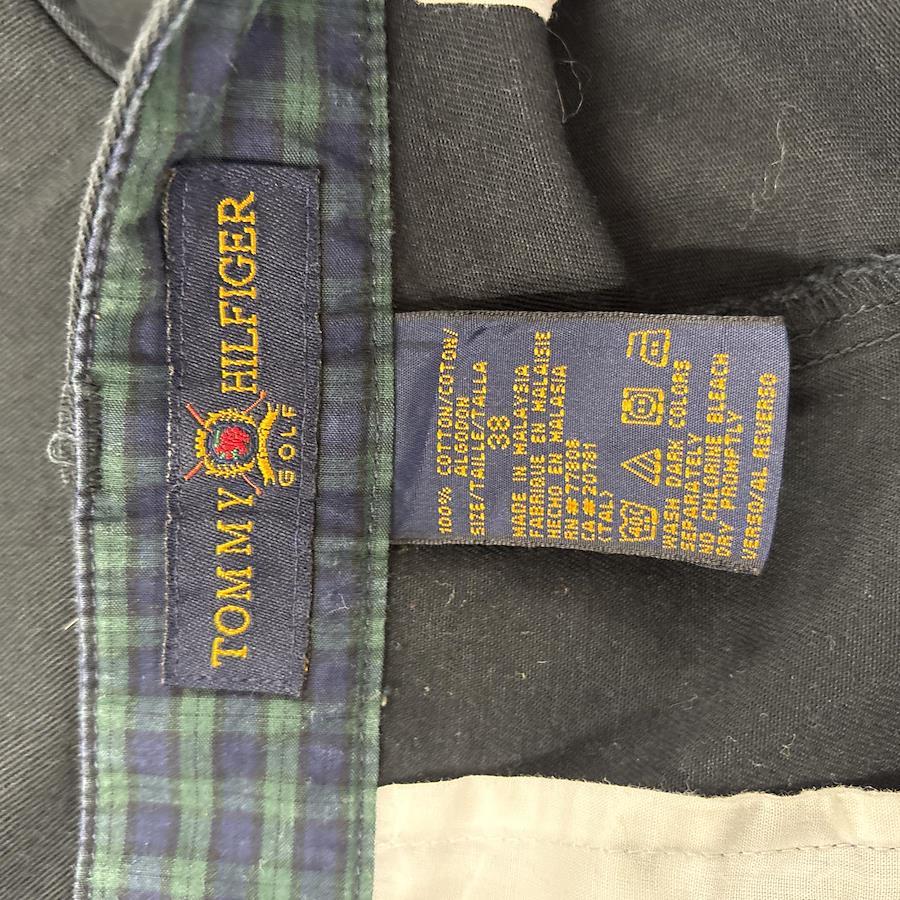 TOMMY HILFIGER
GOLF
100% COTTON/COTON/
ALGODON
SIZE/TAILLE/TALLA
38
MADE IN MALAYSIA
FABRIQUE EN MALAISIE
HECHO EN MALASIA
RN#77806
CA#20781
(TAL)
40°
WASH DARK COLORS
SEPARATELY
NO CHLORINE BLEACH
DRY PROMPTLY
VERSO/AL REVERSO